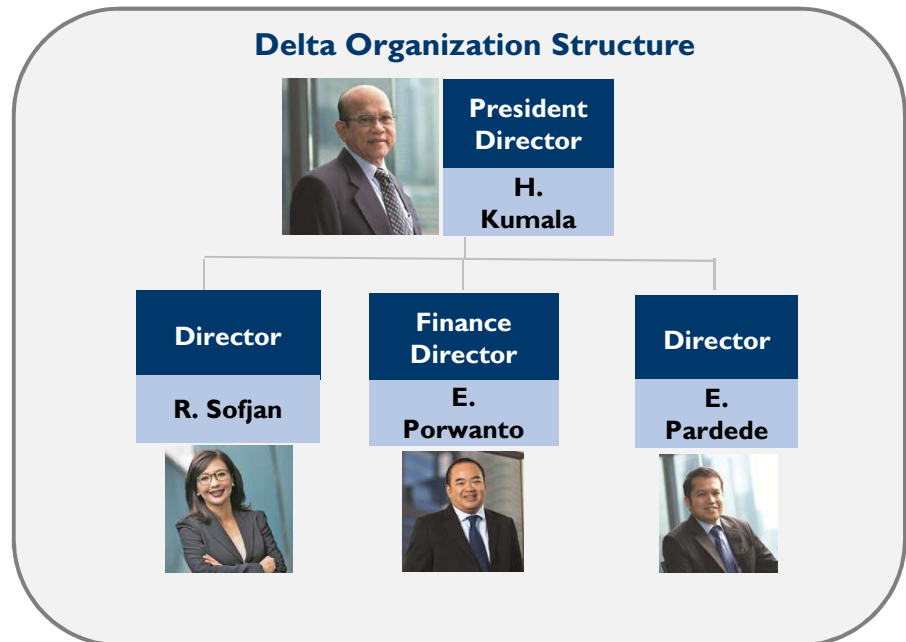 Delta Organization Structure
President
Director
H.
Kumala
Director
R. Sofjan
Finance
Director
E.
Porwanto
Director
E.
Pardede